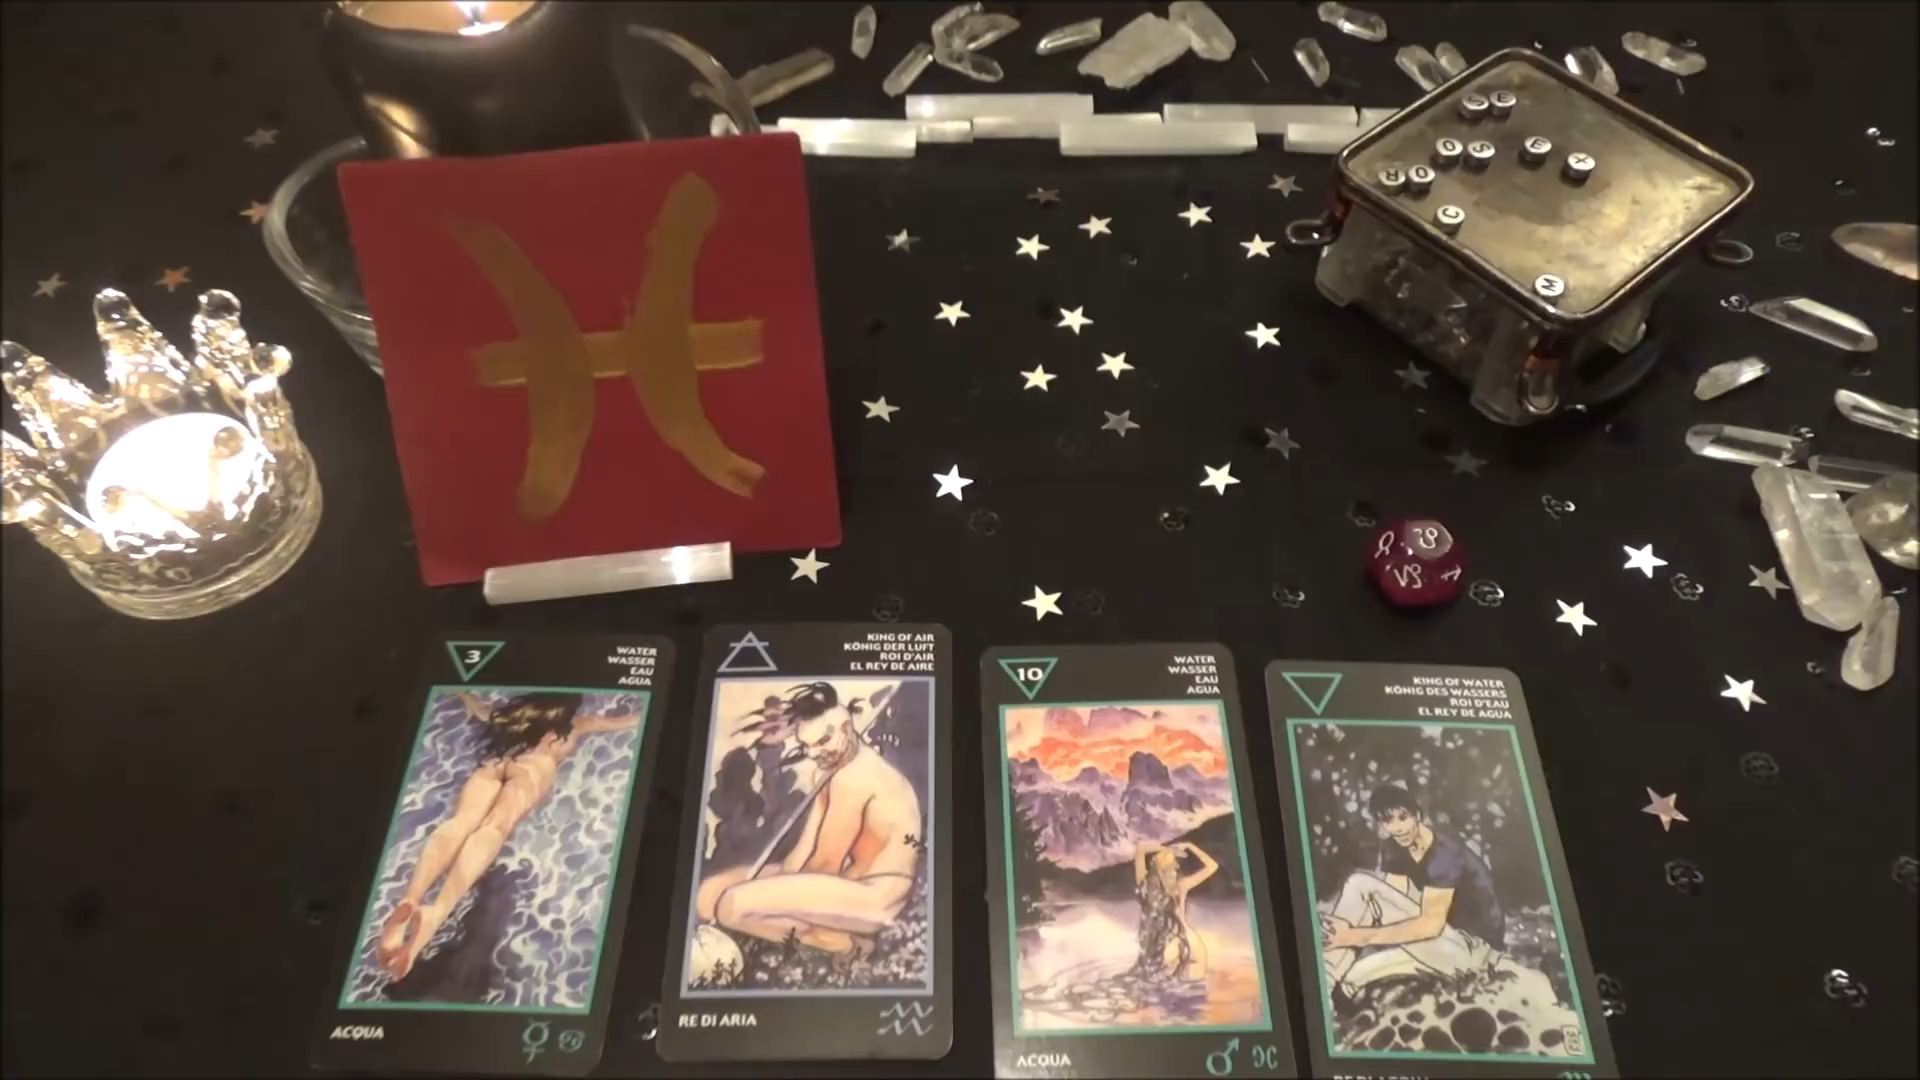 S E
O S E X
R O
C
M
3
WATER
WASSER
EAU
AGUA
ACQUA
KING OF AIR
KÖNIG DER LUFT
ROI D'AIR
EL REY DE AIRE
RE DI ARIA
10
WATER
WASSER
EAU
AGUA
ACQUA
KING OF WATER
KÖNIG DES WASSERS
ROI D'EAU
EL REY DE AGUA